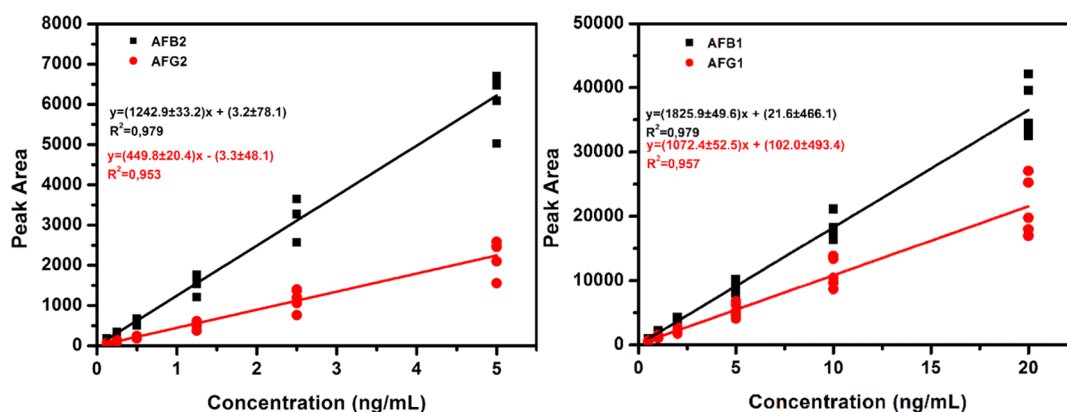 8000
7000
6000
5000
4000
3000
2000
1000
0
Peak Area
AFB2
AFG2
y=(1242.9±33.2)x + (3.2±78.1)
R²=0,979
y=(449.8±20.4)x - (3.3±48.1)
R²=0,953
0 1 2 3 4 5
Concentration (ng/mL)
50000
40000
30000
20000
10000
0
Peak Area
AFB1
AFG1
y=(1825.9±49.6)x + (21.6±466.1)
R²=0,979
y=(1072.4±52.5)x + (102.0±493.4)
R²=0,957
0 5 10 15 20
Concentration (ng/mL)